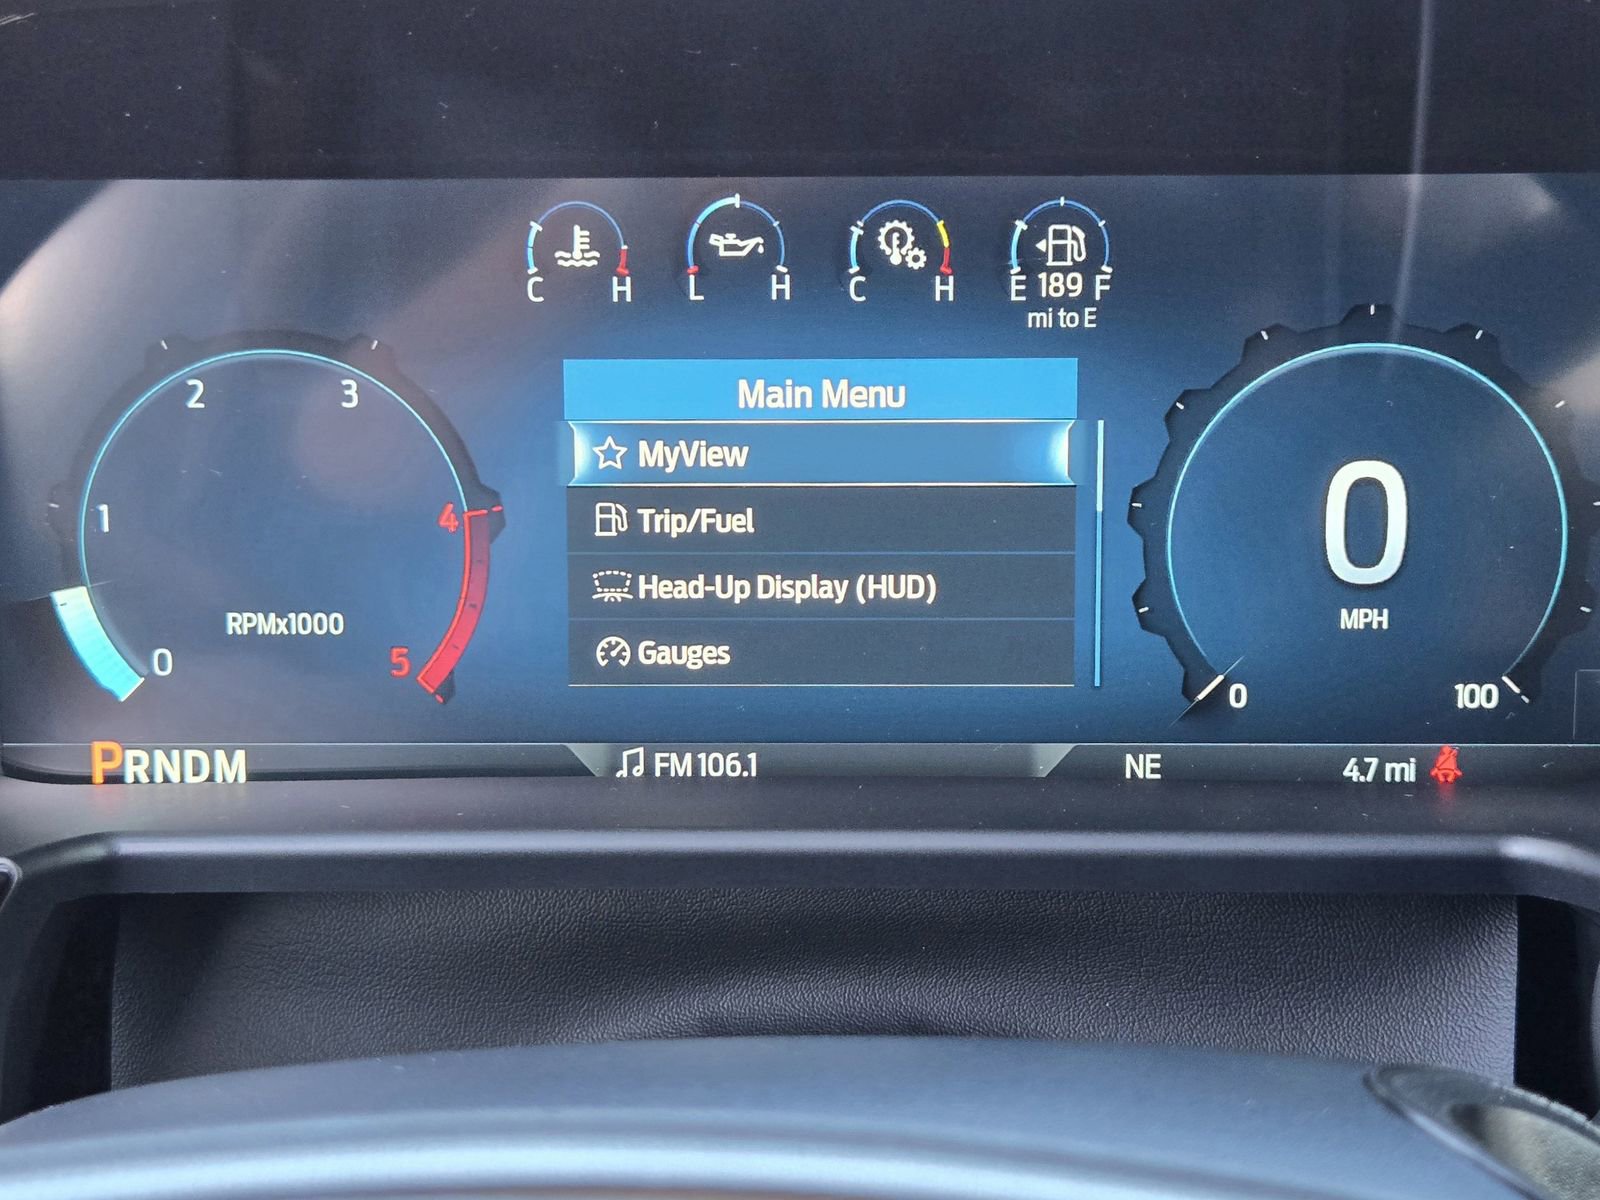 C H L H C H E 189 F
mi to E
2 3
1 4
RPMx1000
0 5
Main Menu
MyView
Trip/Fuel
Head-Up Display (HUD)
Gauges
0
MPH
0 100
PRNDM
FM 106.1
NE
4.7 mi